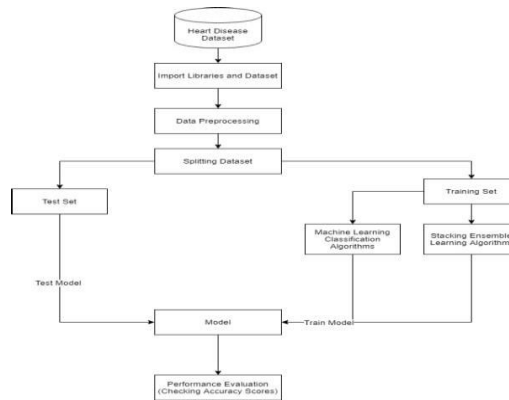 Heart Disease
Dataset
Import Libraries and Dataset
Data Preprocessing
Splitting Dataset
Test Set
Training Set
Machine Learning
Classification
Algorithms
Stacking Ensemble
Learning Algorithm
Test Model
Model
Train Model
Performance Evaluation
(Checking Accuracy Scores)